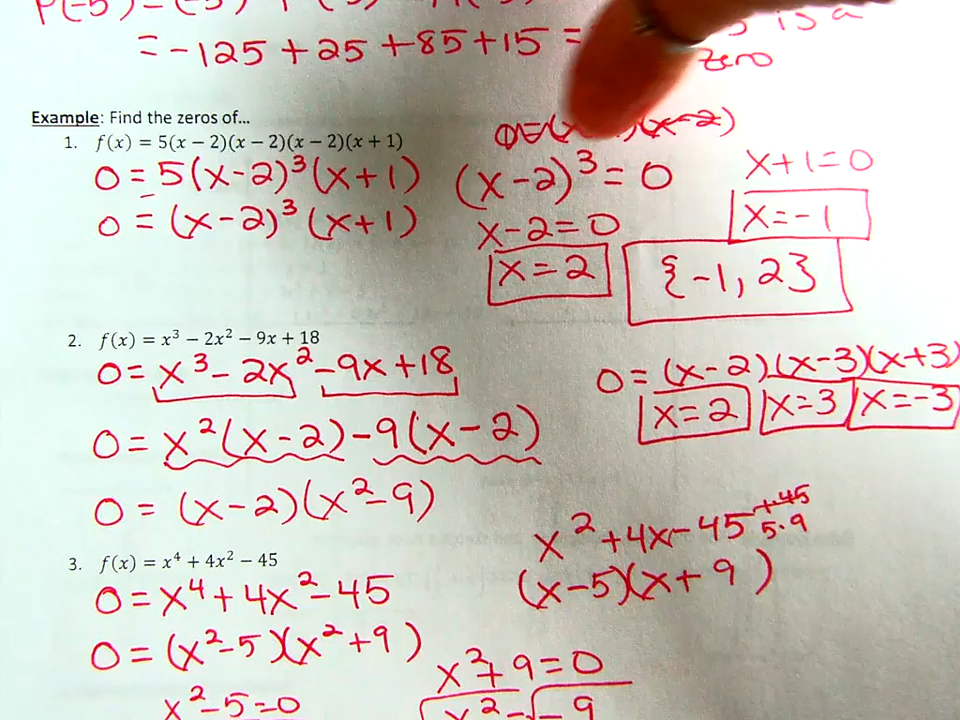 = -125 + 25 + 85 + 15 =
is a
zero
Example: Find the zeros of...
1. f(x) = 5(x − 2)(x − 2)(x − 2)(x + 1)
0 = 5(x-2)³(x+1)
0 = (x-2)³(x+1)
(x-2)³ = 0
x-2=0
x=2
x+1=0
x=-1
{-1, 2}
2. f(x) = x³ − 2x² − 9x + 18
0 = x³ - 2x² - 9x + 18
0 = x²(x-2) - 9(x-2)
0 = (x-2)(x²-9)
0 = (x-2)(x-3)(x+3)
x=2 x=3 x=-3
3. f(x) = x⁴ + 4x² − 45
0 = x⁴ + 4x² - 45
0 = (x²-5)(x²+9)
x²-5=0
x²+4x-45
5·9
(x-5)(x+9)
x²+9=0